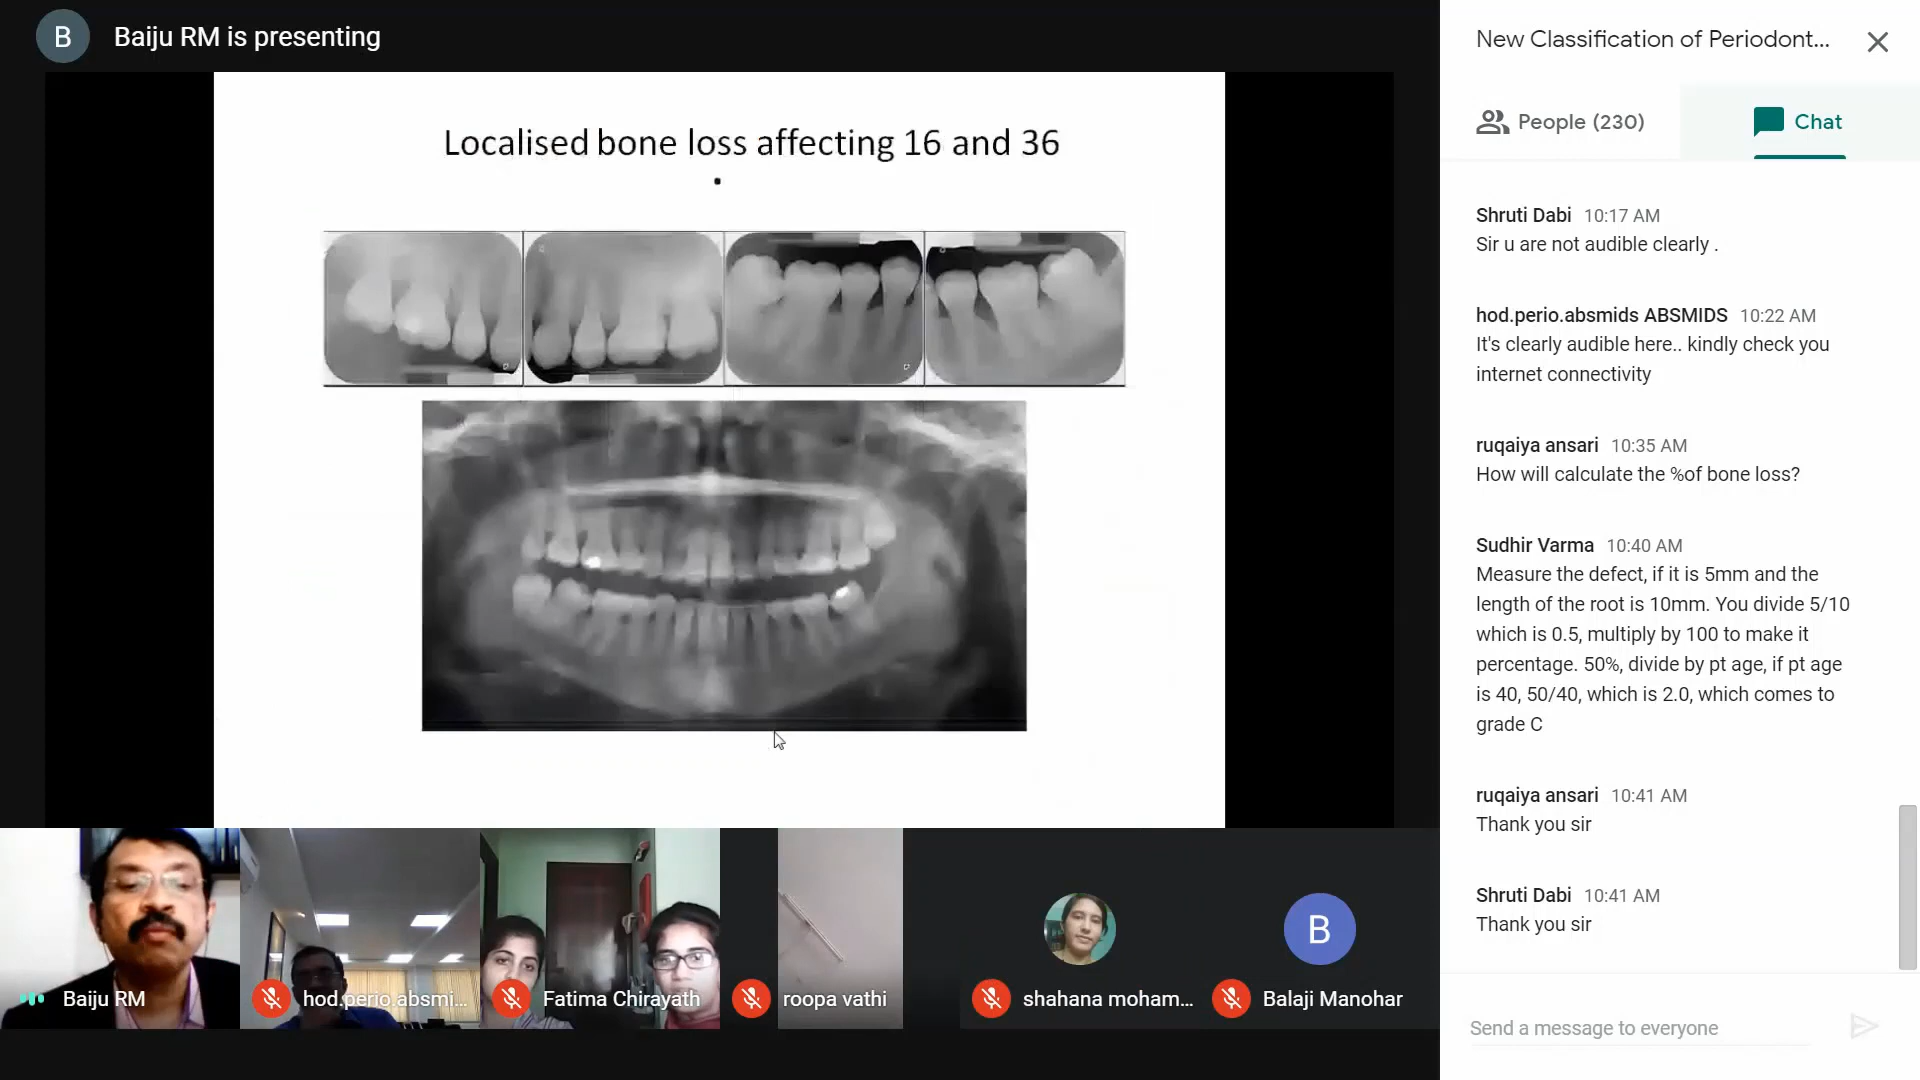 B
Baiju RM is presenting
Localised bone loss affecting 16 and 36
New Classification of Periodont...
People (230)
Chat
Shruti Dabi 10:17 AM
Sir u are not audible clearly .
hod.perio.absmids ABSMIDS 10:22 AM
It's clearly audible here.. kindly check you
internet connectivity
ruqaiya ansari 10:35 AM
How will calculate the %of bone loss?
Sudhir Varma 10:40 AM
Measure the defect, if it is 5mm and the
length of the root is 10mm. You divide 5/10
which is 0.5, multiply by 100 to make it
percentage. 50%, divide by pt age, if pt age
is 40, 50/40, which is 2.0, which comes to
grade C
ruqaiya ansari 10:41 AM
Thank you sir
Shruti Dabi 10:41 AM
Thank you sir
Send a message to everyone
Baiju RM
hod.perio.absmi...
Fatima Chirayath
roopa vathi
shahana moham...
B
Balaji Manohar